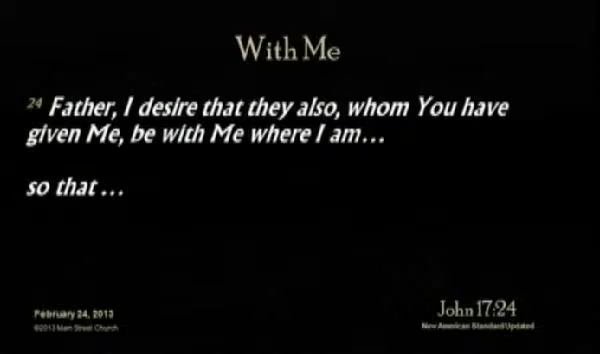 With Me
24 Father, I desire that they also, whom You have
given Me, be with Me where I am...
so that ...
February 24, 2013
©2013 Main Street Church
John 17:24
New American Standard Updated